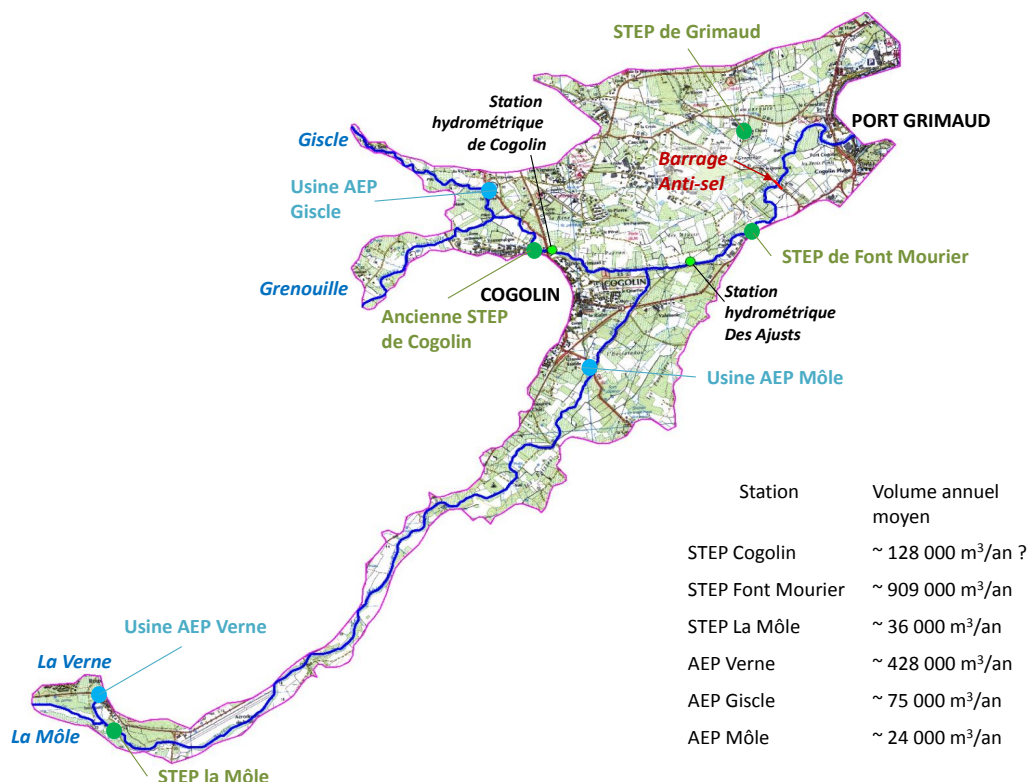 STEP de Grimaud
Station
hydrométrique
de Cogolin
PORT GRIMAUD
Giscle
Barrage
Anti-sel
Usine AEP
Giscle
STEP de Font Mourier
Grenouille
COGOLIN
COGOLIN
Ancienne STEP
de Cogolin
Station
hydrométrique
Des Ajusts
Usine AEP Môle
Station Volume annuel
moyen
STEP Cogolin ~ 128 000 m³/an ?
STEP Font Mourier ~ 909 000 m³/an
STEP La Môle ~ 36 000 m³/an
AEP Verne ~ 428 000 m³/an
AEP Giscle ~ 75 000 m³/an
AEP Môle ~ 24 000 m³/an
Usine AEP Verne
La Verne
La Môle
STEP la Môle